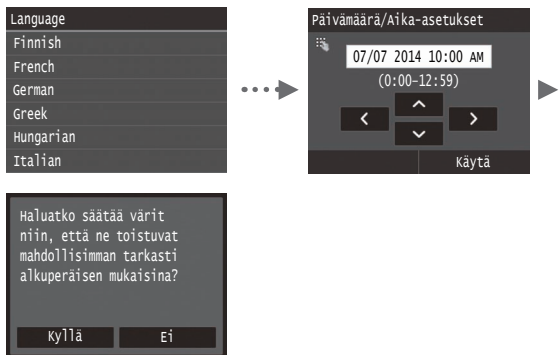 Language
Finnish
French
German
Greek
Hungarian
Italian
Päivämäärä/Aika-asetukset
07/07 2014 10:00 AM
(0:00-12:59)
Käytä
Haluatko säätää värit
niin, että ne toistuvat
mahdollisimman tarkasti
alkuperäisen mukaisina?
Kyllä Ei